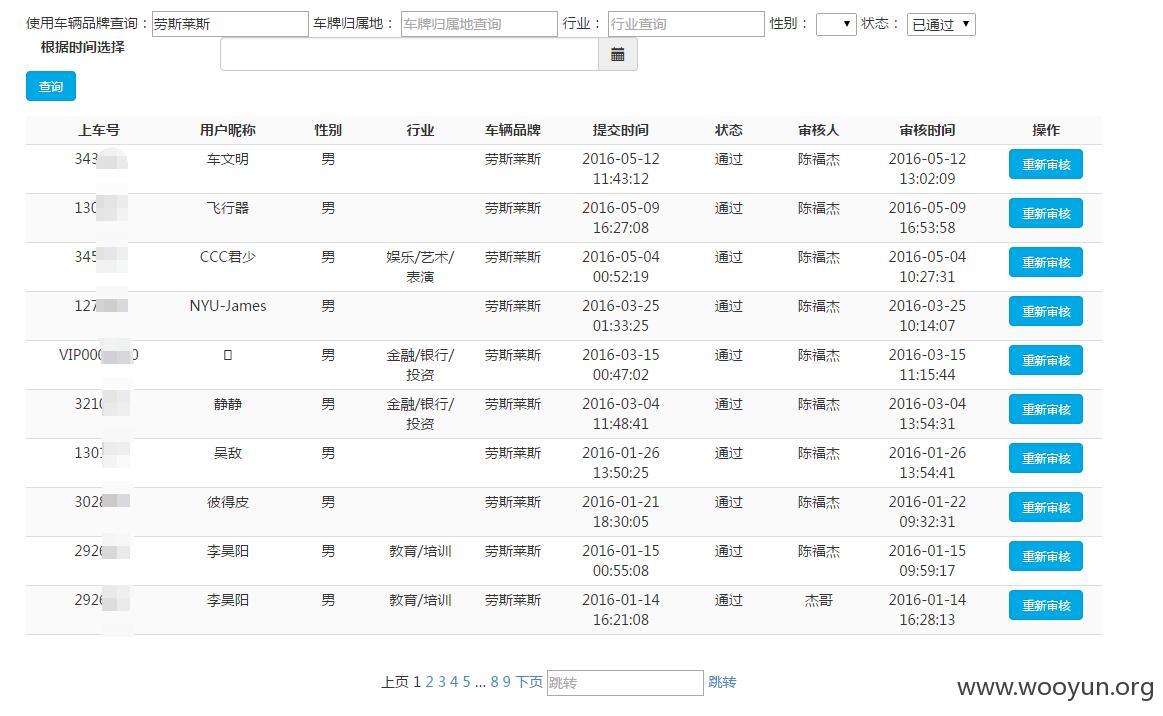 使用车辆品牌查询：劳斯莱斯 车牌归属地： 车牌归属地查询 行业： 行业查询 性别： 状态： 已通过
根据时间选择
查询
上车号 用户昵称 性别 行业 车辆品牌 提交时间 状态 审核人 审核时间 操作
343 车文明 男 劳斯莱斯 2016-05-12 通过 陈福杰 2016-05-12 重新审核
11:43:12 13:02:09
130 飞行器 男 劳斯莱斯 2016-05-09 通过 陈福杰 2016-05-09 重新审核
16:27:08 16:53:58
345 CCC君少 男 娱乐/艺术/ 劳斯莱斯 2016-05-04 通过 陈福杰 2016-05-04 重新审核
表演 00:52:19 10:27:31
127 NYU-James 男 劳斯莱斯 2016-03-25 通过 陈福杰 2016-03-25 重新审核
01:33:25 10:14:07
VIP000 0 男 金融/银行/ 劳斯莱斯 2016-03-15 通过 陈福杰 2016-03-15 重新审核
投资 00:47:02 11:15:44
3210 静静 男 金融/银行/ 劳斯莱斯 2016-03-04 通过 陈福杰 2016-03-04 重新审核
投资 11:48:41 13:54:31
1301 吴敌 男 劳斯莱斯 2016-01-26 通过 陈福杰 2016-01-26 重新审核
13:50:25 13:54:41
3028 彼得皮 男 劳斯莱斯 2016-01-21 通过 陈福杰 2016-01-22 重新审核
18:30:05 09:32:31
2926 李昊阳 男 教育/培训 劳斯莱斯 2016-01-15 通过 陈福杰 2016-01-15 重新审核
00:55:08 09:59:17
2926 李昊阳 男 教育/培训 劳斯莱斯 2016-01-14 通过 杰哥 2016-01-14 重新审核
16:21:08 16:28:13
上页 1 2 3 4 5 ... 8 9 下页 跳转 跳转
www.wooyun.org